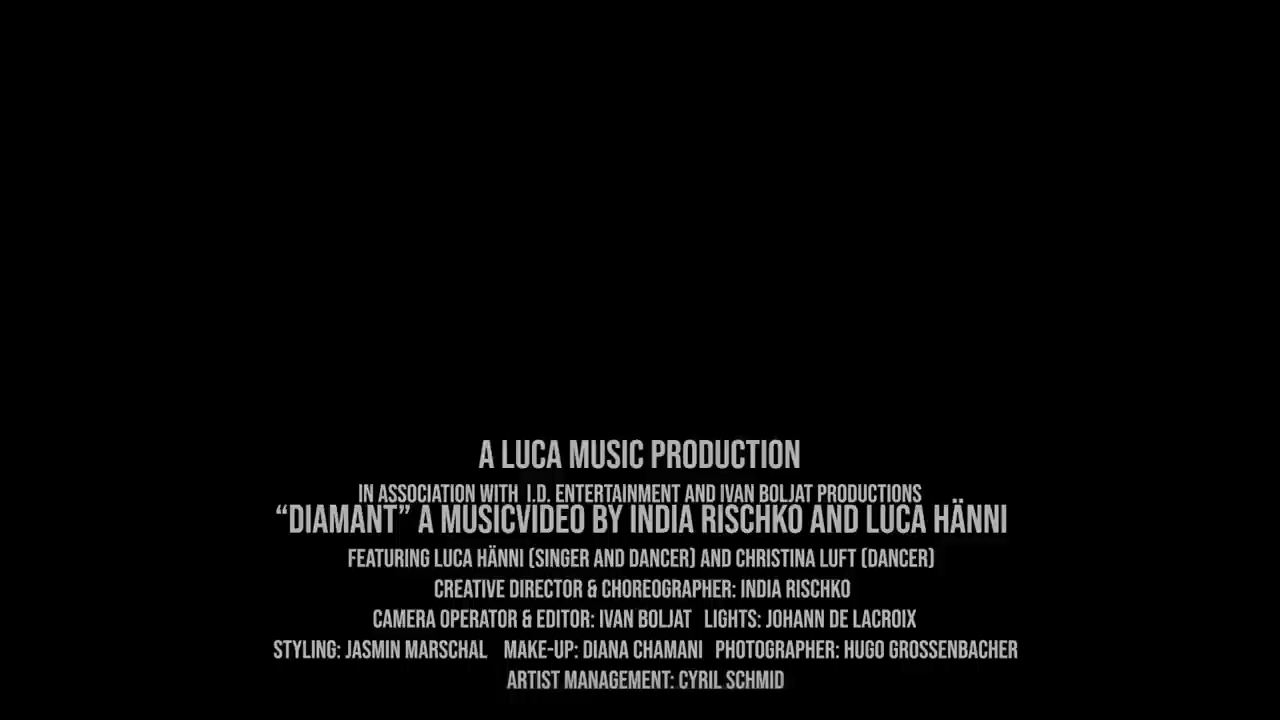 A LUCA MUSIC PRODUCTION
IN ASSOCIATION WITH I.D. ENTERTAINMENT AND IVAN BOLJAT PRODUCTIONS
“DIAMANT” A MUSICVIDEO BY INDIA RISCHKO AND LUCA HÄNNI
FEATURING LUCA HÄNNI (SINGER AND DANCER) AND CHRISTINA LUFT (DANCER)
CREATIVE DIRECTOR & CHOREOGRAPHER: INDIA RISCHKO
CAMERA OPERATOR & EDITOR: IVAN BOLJAT LIGHTS: JOHANN DE LACROIX
STYLING: JASMIN MARSCHAL MAKE-UP: DIANA CHAMANI PHOTOGRAPHER: HUGO GROSSENBACHER
ARTIST MANAGEMENT: CYRIL SCHMID